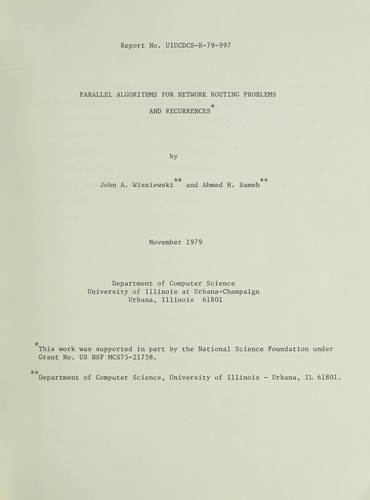 Report No. UIUCDCS-R-79-997
PARALLEL ALGORITHMS FOR NETWORK ROUTING PROBLEMS
AND RECURRENCES*
by
John A. Wisniewski** and Ahmed H. Sameh**
November 1979
Department of Computer Science
University of Illinois at Urbana-Champaign
Urbana, Illinois 61801
*This work was supported in part by the National Science Foundation under
Grant No. US NSF MCS75-21758.
**Department of Computer Science, University of Illinois - Urbana, IL 61801.